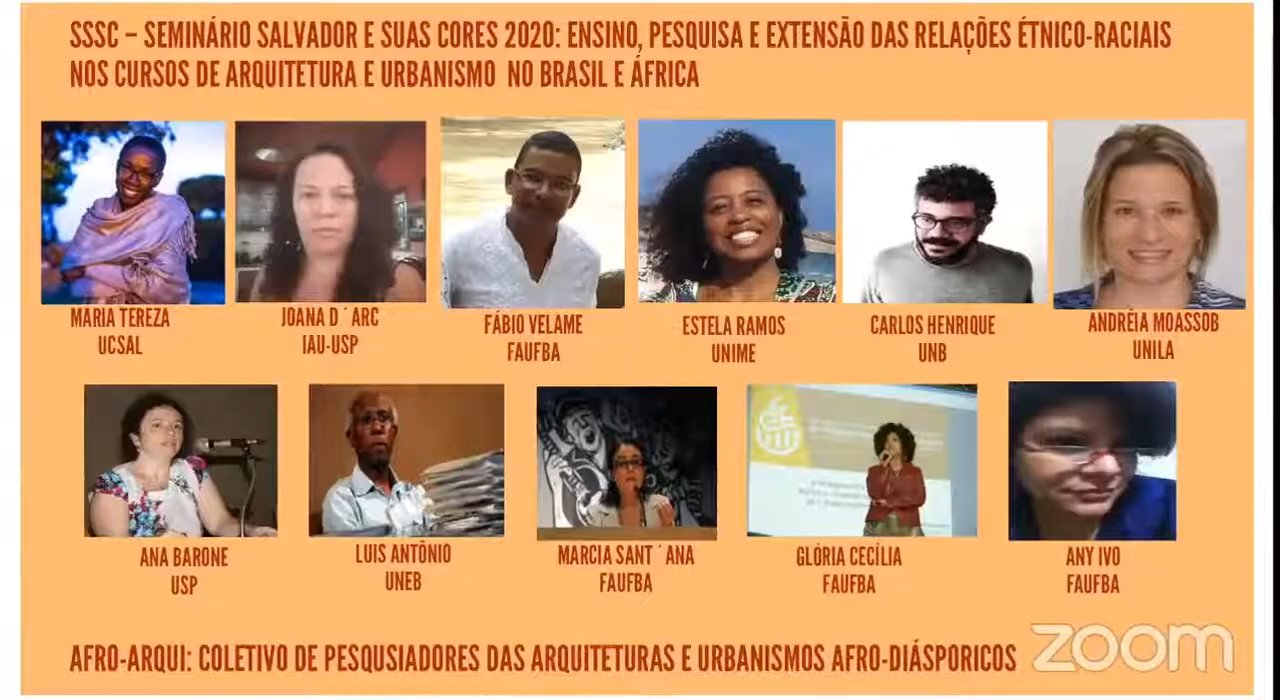 SSSC – SEMINÁRIO SALVADOR E SUAS CORES 2020: ENSINO, PESQUISA E EXTENSÃO DAS RELAÇÕES ÉTNICO-RACIAIS
NOS CURSOS DE ARQUITETURA E URBANISMO NO BRASIL E ÁFRICA
MARIA TEREZA
UCSAL
JOANA D´ARC
IAU-USP
FÁBIO VELAME
FAUFBA
ESTELA RAMOS
UNIME
CARLOS HENRIQUE
UNB
ANDRÉIA MOASSOB
UNILA
ANA BARONE
USP
LUIS ANTÔNIO
UNEB
MARCIA SANT´ANA
FAUFBA
GLÓRIA CECÍLIA
FAUFBA
ANY IVO
FAUFBA
AFRO-ARQUI: COLETIVO DE PESQUSIADORES DAS ARQUITETURAS E URBANISMOS AFRO-DIÁSPORICOS
zoom